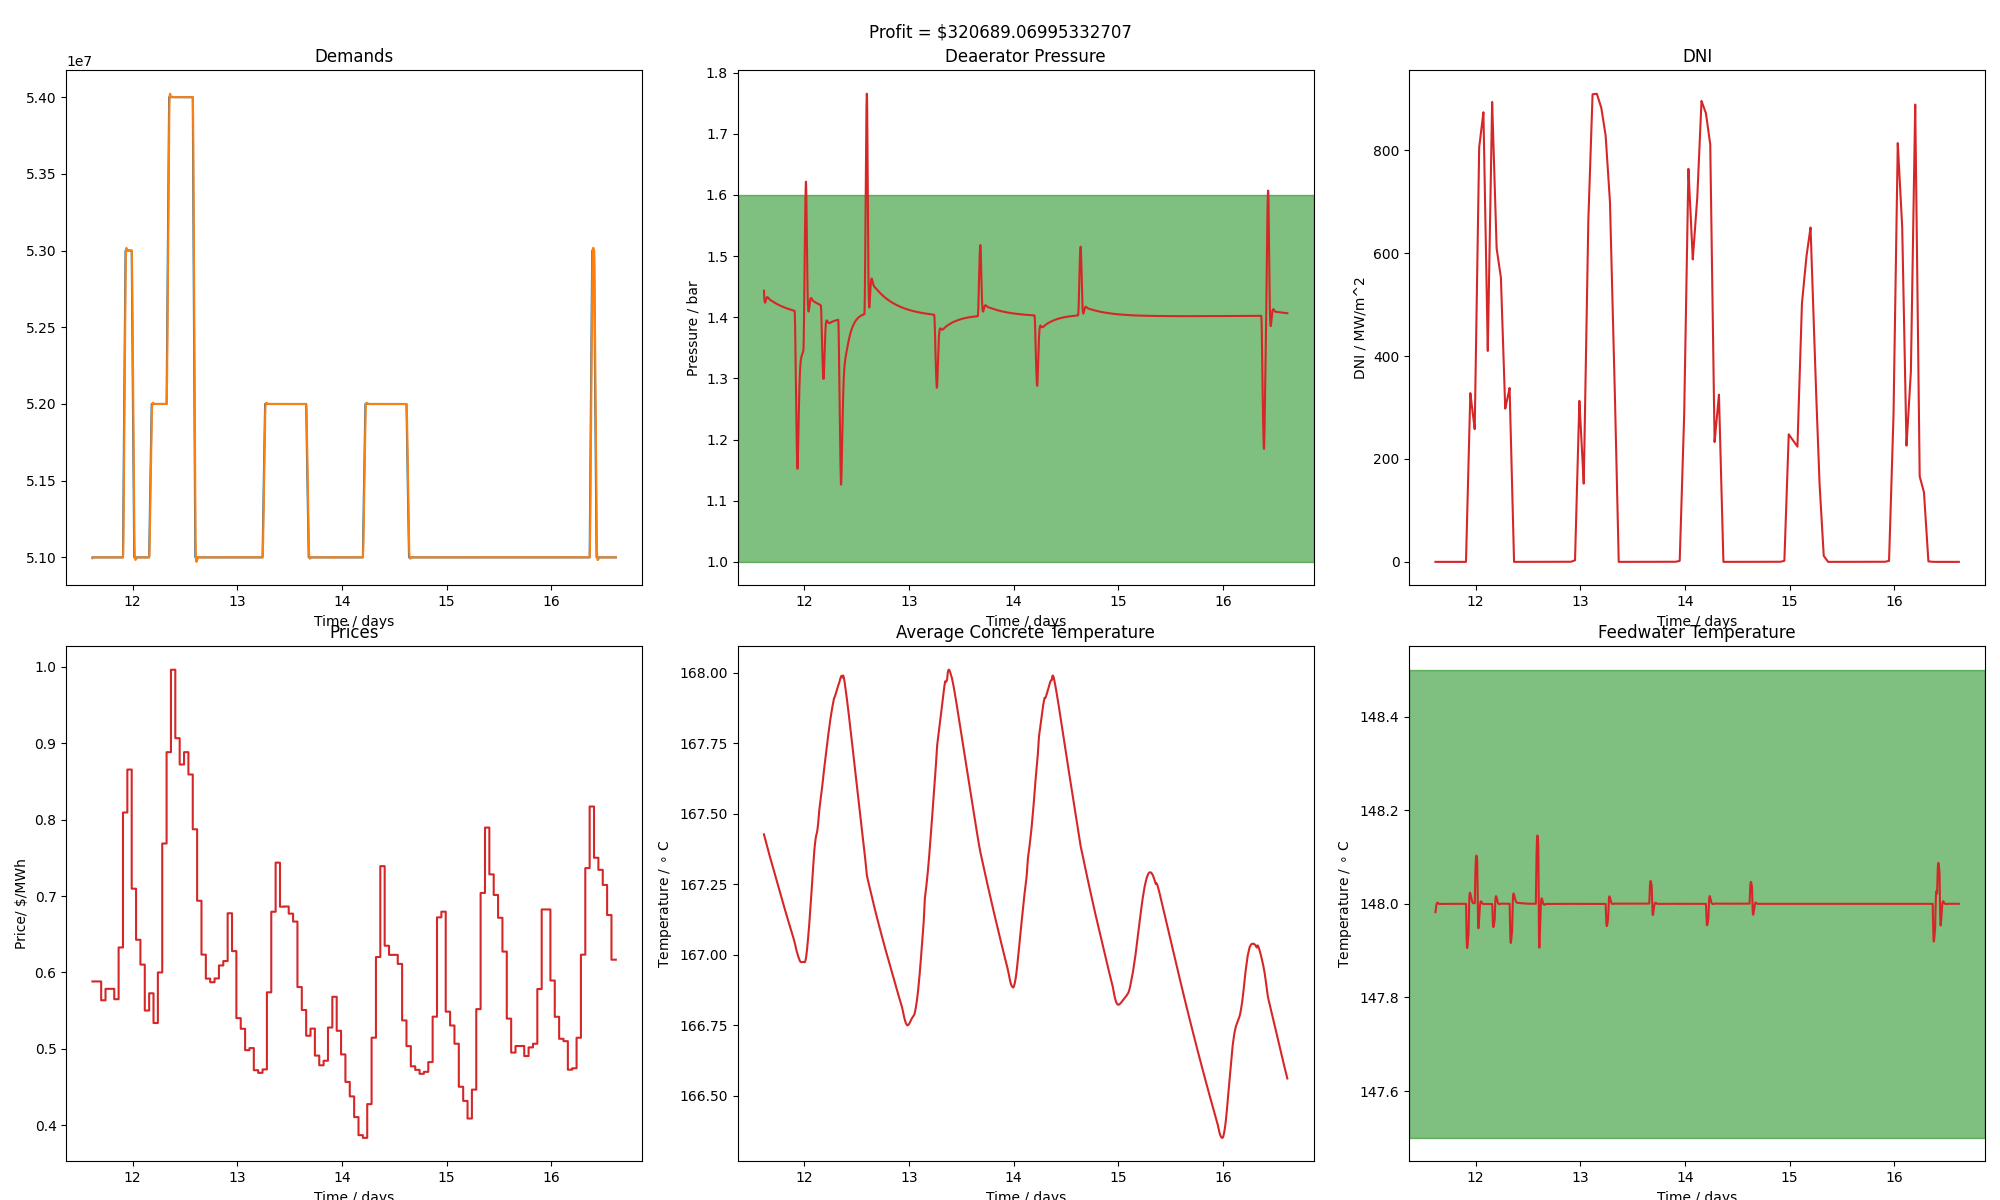 Profit = $320689.06995332707
Demands
1e7
5.40
5.35
5.30
5.25
5.20
5.15
5.10
12 13 14 15 16
Time / days
Deaerator Pressure
Pressure / bar
1.8
1.7
1.6
1.5
1.4
1.3
1.2
1.1
1.0
12 13 14 15 16
Time / days
DNI
DNI / MW/m^2
800
600
400
200
0
12 13 14 15 16
Time / days
Prices
Price/ $/MWh
1.0
0.9
0.8
0.7
0.6
0.5
0.4
12 13 14 15 16
Time / days
Average Concrete Temperature
Temperature / ∘ C
168.00
167.75
167.50
167.25
167.00
166.75
166.50
12 13 14 15 16
Time / days
Feedwater Temperature
Temperature / ∘ C
148.4
148.2
148.0
147.8
147.6
12 13 14 15 16
Time / days